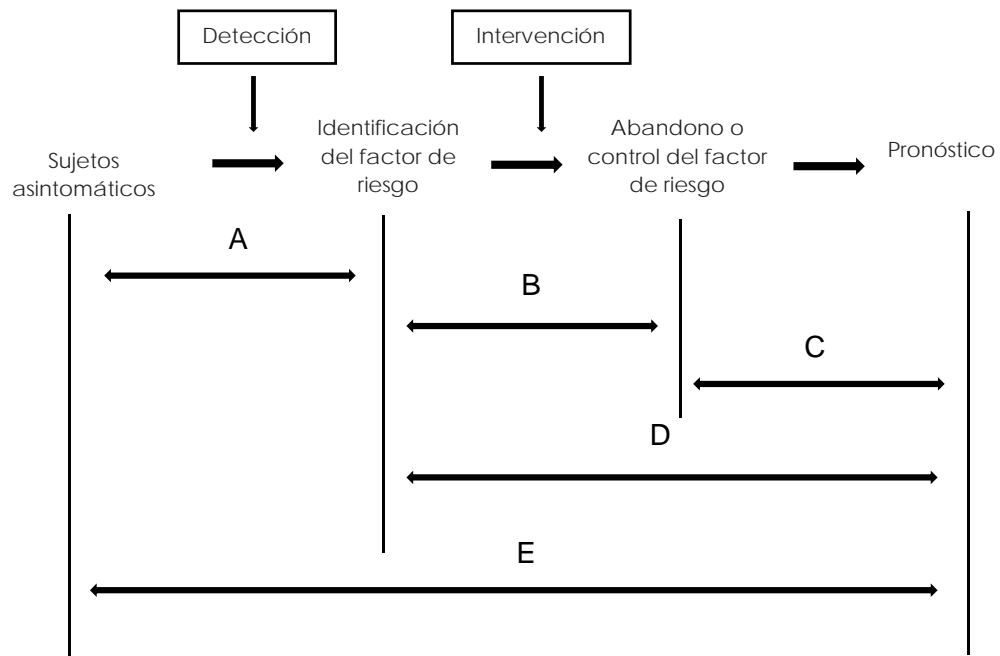 Detección
Intervención
Sujetos
asintomáticos
Identificación
del factor de
riesgo
Abandono o
control del factor
de riesgo
Pronóstico
A
B
C
D
E